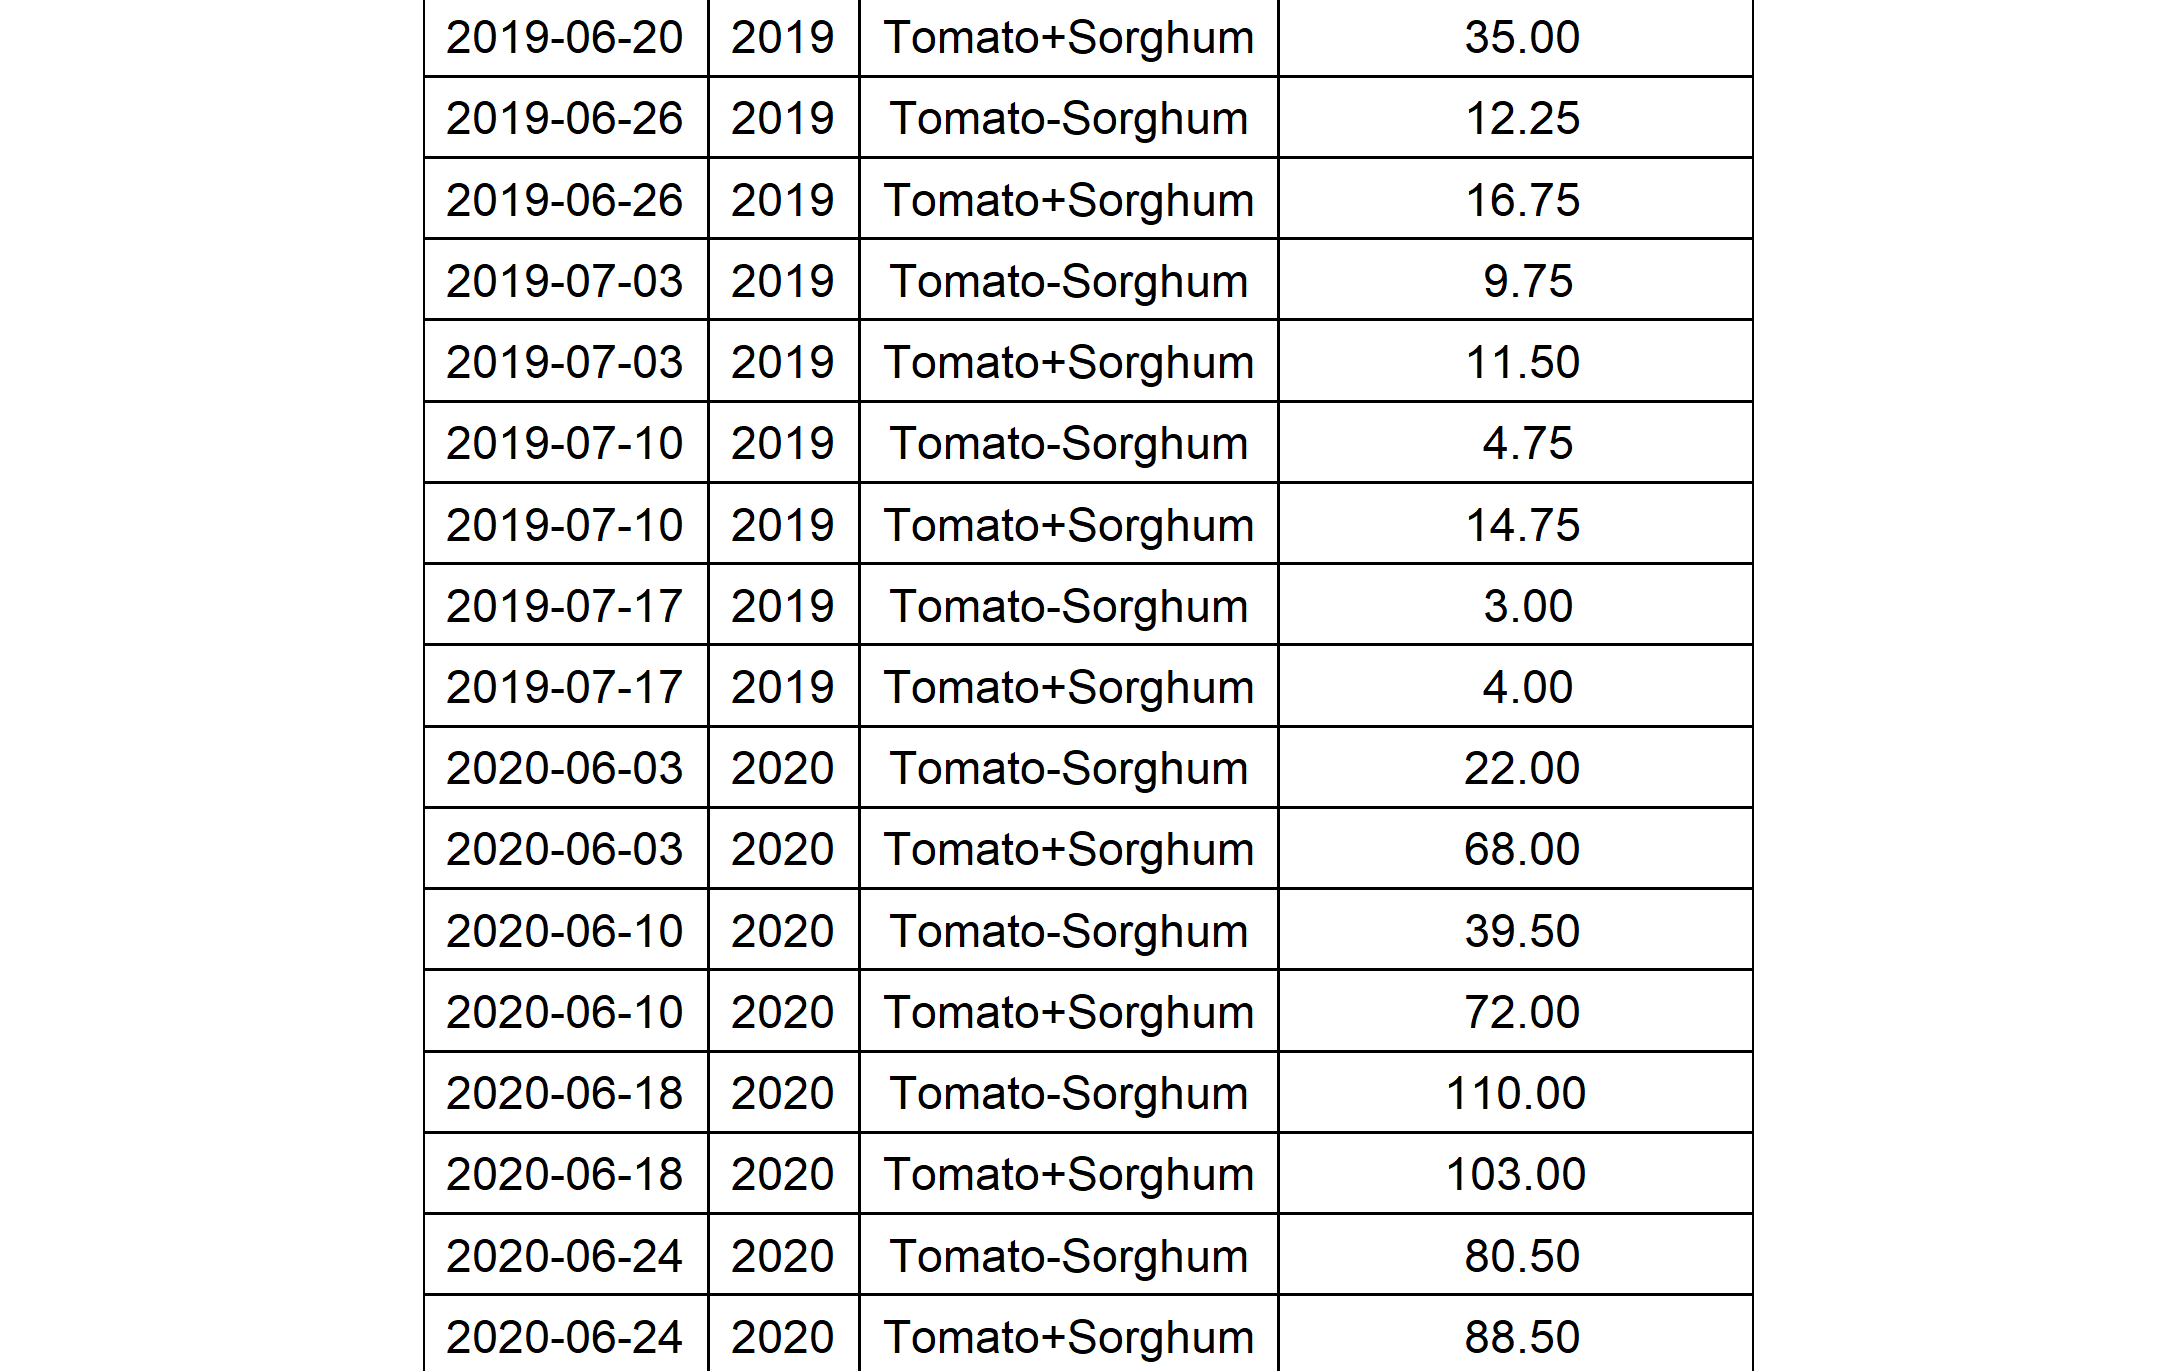 2019-06-20 2019 Tomato+Sorghum 35.00
2019-06-26 2019 Tomato-Sorghum 12.25
2019-06-26 2019 Tomato+Sorghum 16.75
2019-07-03 2019 Tomato-Sorghum 9.75
2019-07-03 2019 Tomato+Sorghum 11.50
2019-07-10 2019 Tomato-Sorghum 4.75
2019-07-10 2019 Tomato+Sorghum 14.75
2019-07-17 2019 Tomato-Sorghum 3.00
2019-07-17 2019 Tomato+Sorghum 4.00
2020-06-03 2020 Tomato-Sorghum 22.00
2020-06-03 2020 Tomato+Sorghum 68.00
2020-06-10 2020 Tomato-Sorghum 39.50
2020-06-10 2020 Tomato+Sorghum 72.00
2020-06-18 2020 Tomato-Sorghum 110.00
2020-06-18 2020 Tomato+Sorghum 103.00
2020-06-24 2020 Tomato-Sorghum 80.50
2020-06-24 2020 Tomato+Sorghum 88.50